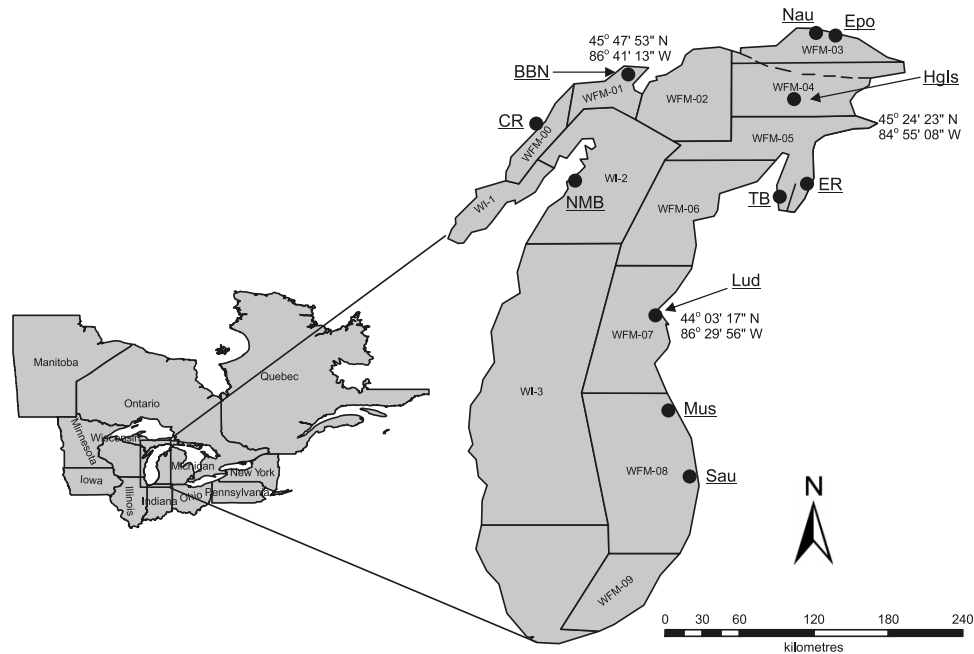 Nau
Epo
45° 47' 53" N
86° 41' 13" W
BBN
WFM-03
Hgls
WFM-01
WFM-02
WFM-04
CR
WFM-00
WFM-05
45° 24' 23" N
84° 55' 08" W
WI-2
NMB
WI-1
WFM-06
TB
ER
Lud
44° 03' 17" N
86° 29' 56" W
WFM-07
WI-3
Mus
WFM-08
Sau
WFM-09
Manitoba
Ontario
Quebec
Minnesota
Wisconsin
Michigan
New York
Iowa
Illinois
Indiana
Ohio
Pennsylvania
N
0 30 60 120 180 240
kilometres